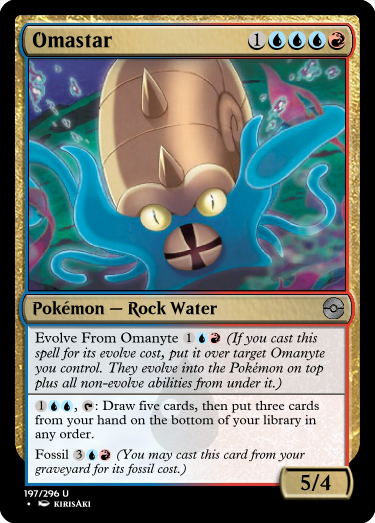 Omastar 1
Pokémon — Rock Water
Evolve From Omanyte 1 (If you cast this
spell for its evolve cost, put it over target Omanyte
you control. They evolve into the Pokémon on top
plus all non-evolve abilities from under it.)
1, : Draw five cards, then put three cards
from your hand on the bottom of your library in
any order.
Fossil 3 (You may cast this card from your
graveyard for its fossil cost.)
5/4
197/296 U
• KIRISAKI